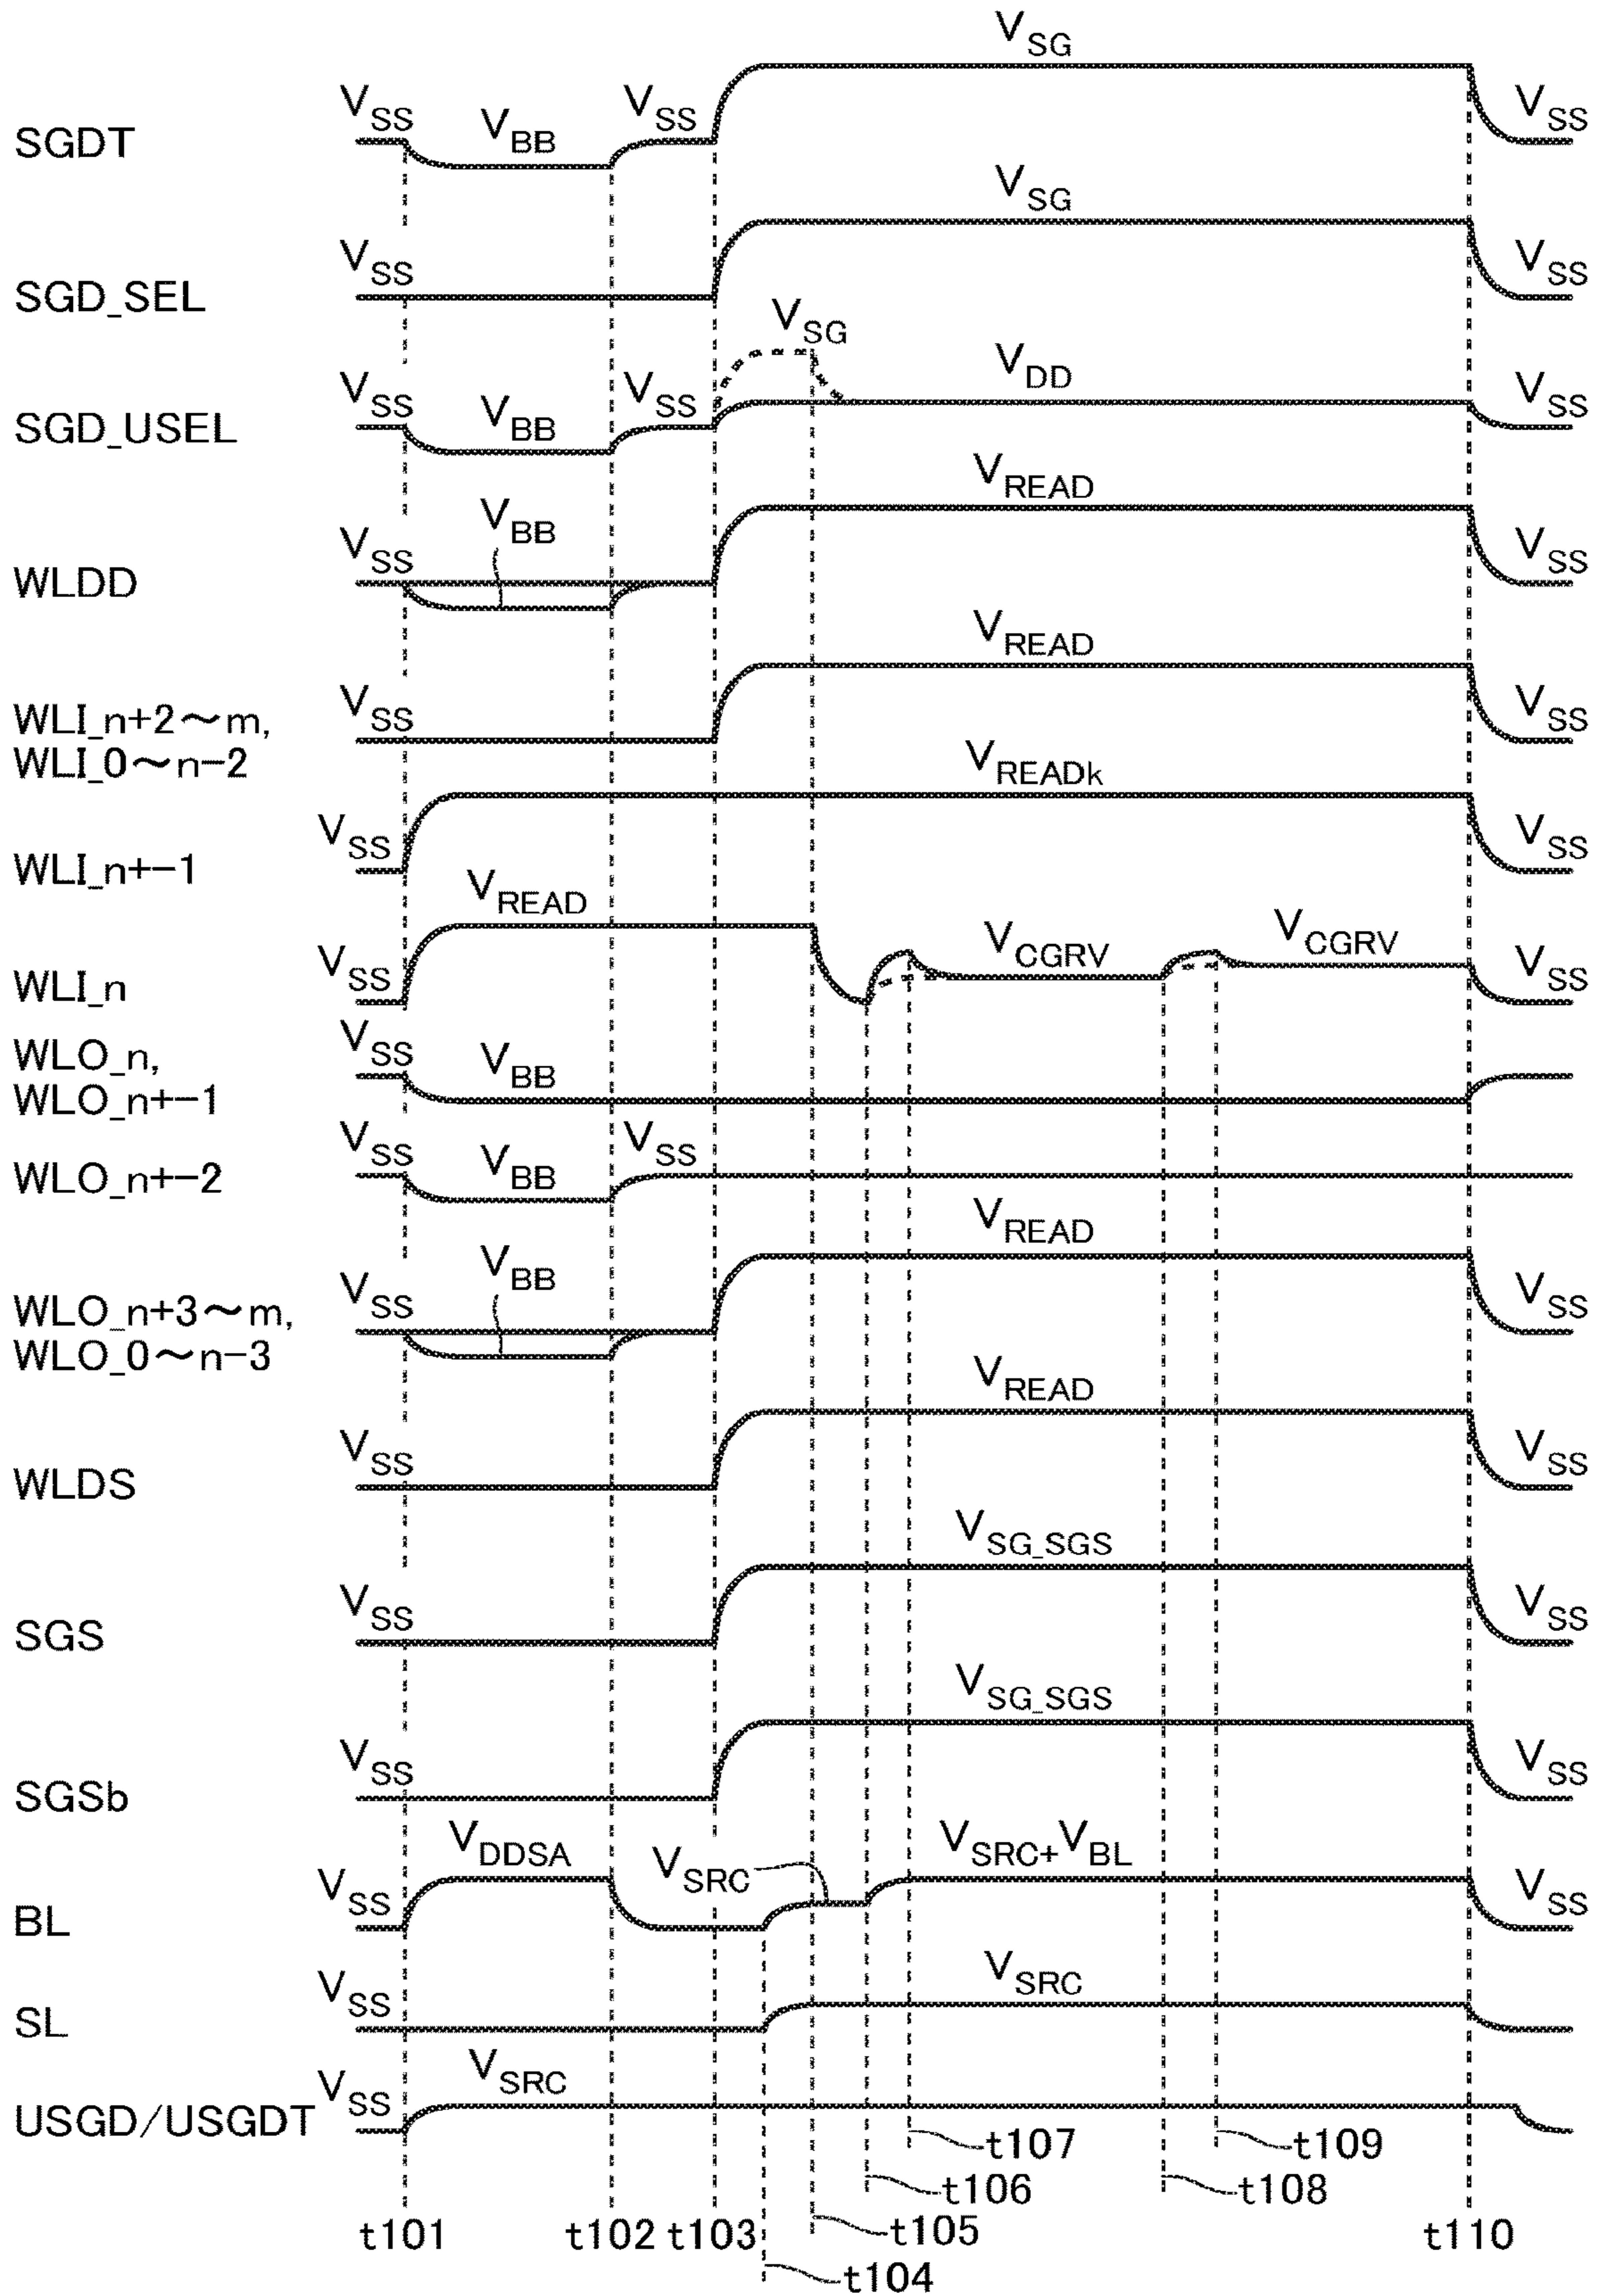 VSG
VSS VBB VSS VSS
SGDT
VSG
VSS VSS
SGD_SEL
VSG
VDD
VSS VBB VSS VSS
SGD_USEL
VREAD
VBB
VSS VSS
WLDD
VREAD
VSS VSS
WLI_n+2～m,
WLI_0～n-2
VREADk
VSS VSS
WLI_n+-1
VREAD
VCGRV VCGRV
VSS VSS
WLI_n
VSS
WLO_n,
VBB
WLO_n+-1
VSS VBB VSS
WLO_n+-2
VREAD
VBB
VSS VSS
WLO_n+3～m,
WLO_0～n-3
VREAD
VSS VSS
WLDS
VSG_SGS
VSS VSS
SGS
VSG_SGS
VSS VSS
SGSb
VDDSA VSRC VSRC+VBL
VSS VSS
BL
VSRC
VSS
SL
VSRC
VSS
USGD/USGDT
t107 t109
t106 t108
t101 t102 t103 t105 t110
t104